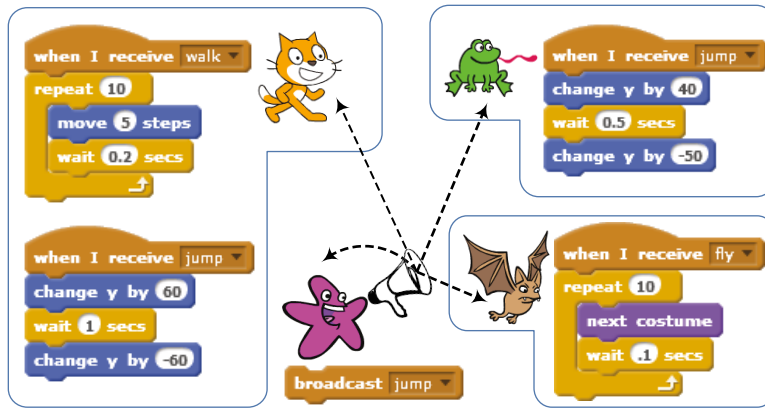 when I receive walk
repeat 10
move 5 steps
wait 0.2 secs
when I receive jump
change y by 60
wait 1 secs
change y by -60
when I receive jump
change y by 40
wait 0.5 secs
change y by -50
when I receive fly
repeat 10
next costume
wait .1 secs
broadcast jump